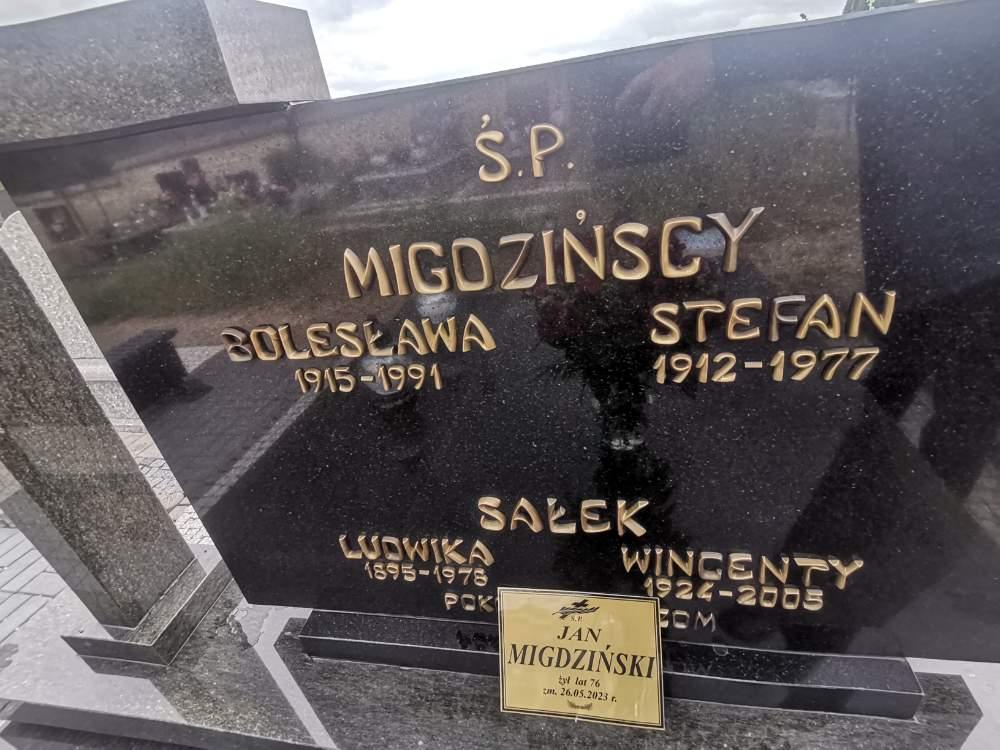 Ś.P.
MIGDZIŃSCY
BOLESŁAWA STEFAN
1915-1991 1912-1977
SAŁEK
LUDWIKA WINCENTY
1895-1978 1924-2005
Ś.P.
JAN
MIGDZIŃSKI
żył lat 76
zm. 26.05.2023 r.